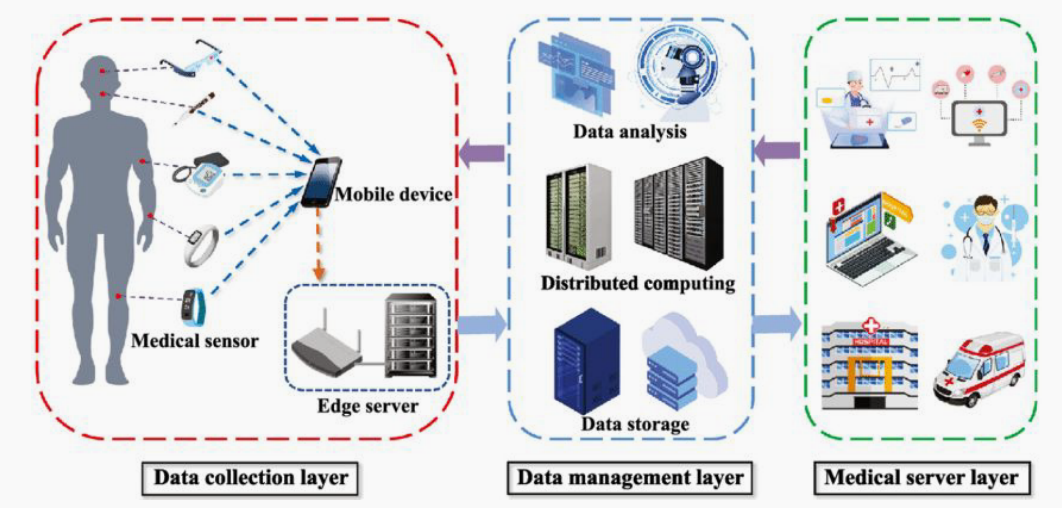 Data analysis
Mobile device
Distributed computing
Medical sensor
HOSPITAL
Edge server
Data storage
Data collection layer
Data management layer
Medical server layer